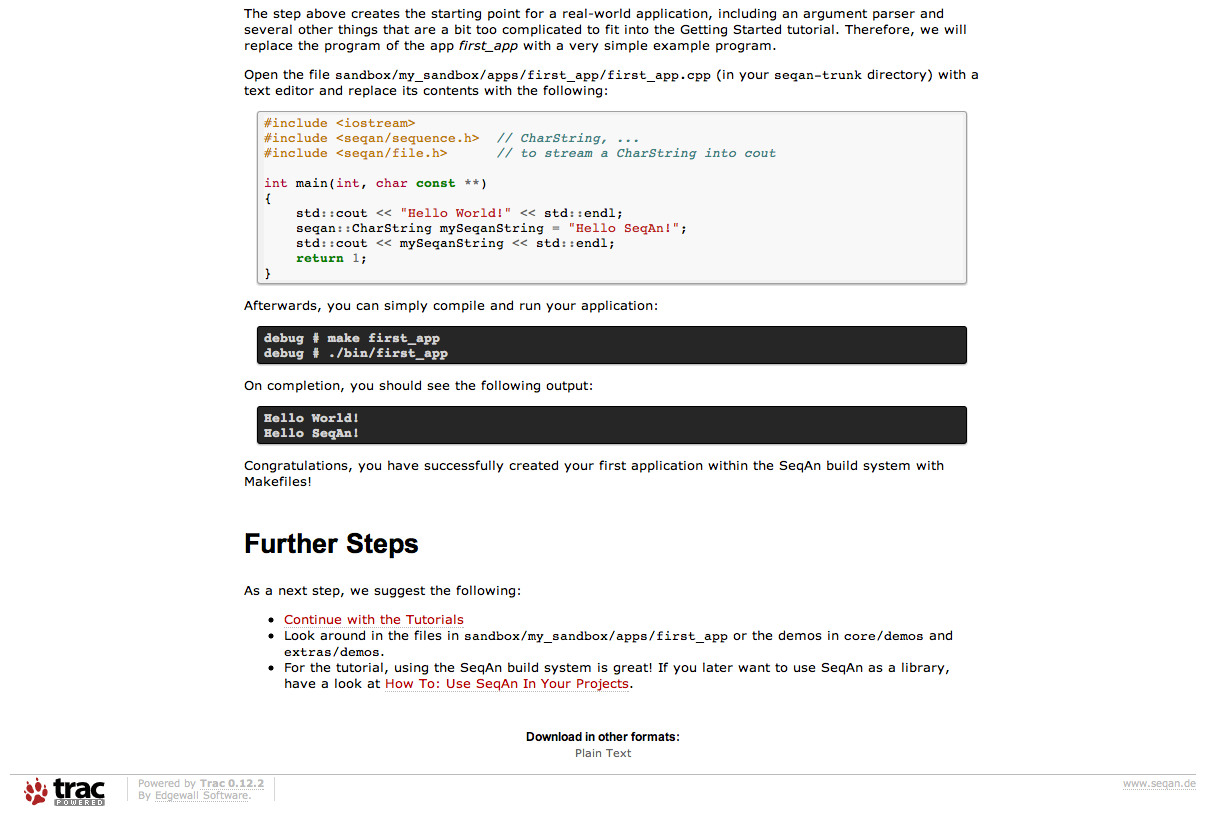 The step above creates the starting point for a real-world application, including an argument parser and
several other things that are a bit too complicated to fit into the Getting Started tutorial. Therefore, we will
replace the program of the app first_app with a very simple example program.
Open the file sandbox/my_sandbox/apps/first_app/first_app.cpp (in your seqan-trunk directory) with a
text editor and replace its contents with the following:
#include <iostream>
#include <seqan/sequence.h>  // CharString, ...
#include <seqan/file.h>      // to stream a CharString into cout
int main(int, char const **)
{
    std::cout << "Hello World!" << std::endl;
    seqan::CharString mySeqanString = "Hello SeqAn!";
    std::cout << mySeqanString << std::endl;
    return 1;
}
Afterwards, you can simply compile and run your application:
debug # make first_app
debug # ./bin/first_app
On completion, you should see the following output:
Hello World!
Hello SeqAn!
Congratulations, you have successfully created your first application within the SeqAn build system with
Makefiles!
Further Steps
As a next step, we suggest the following:
• Continue with the Tutorials
• Look around in the files in sandbox/my_sandbox/apps/first_app or the demos in core/demos and
extras/demos.
• For the tutorial, using the SeqAn build system is great! If you later want to use SeqAn as a library,
have a look at How To: Use SeqAn In Your Projects.
Download in other formats:
Plain Text
trac
POWERED
Powered by Trac 0.12.2
By Edgewall Software.
www.seqan.de